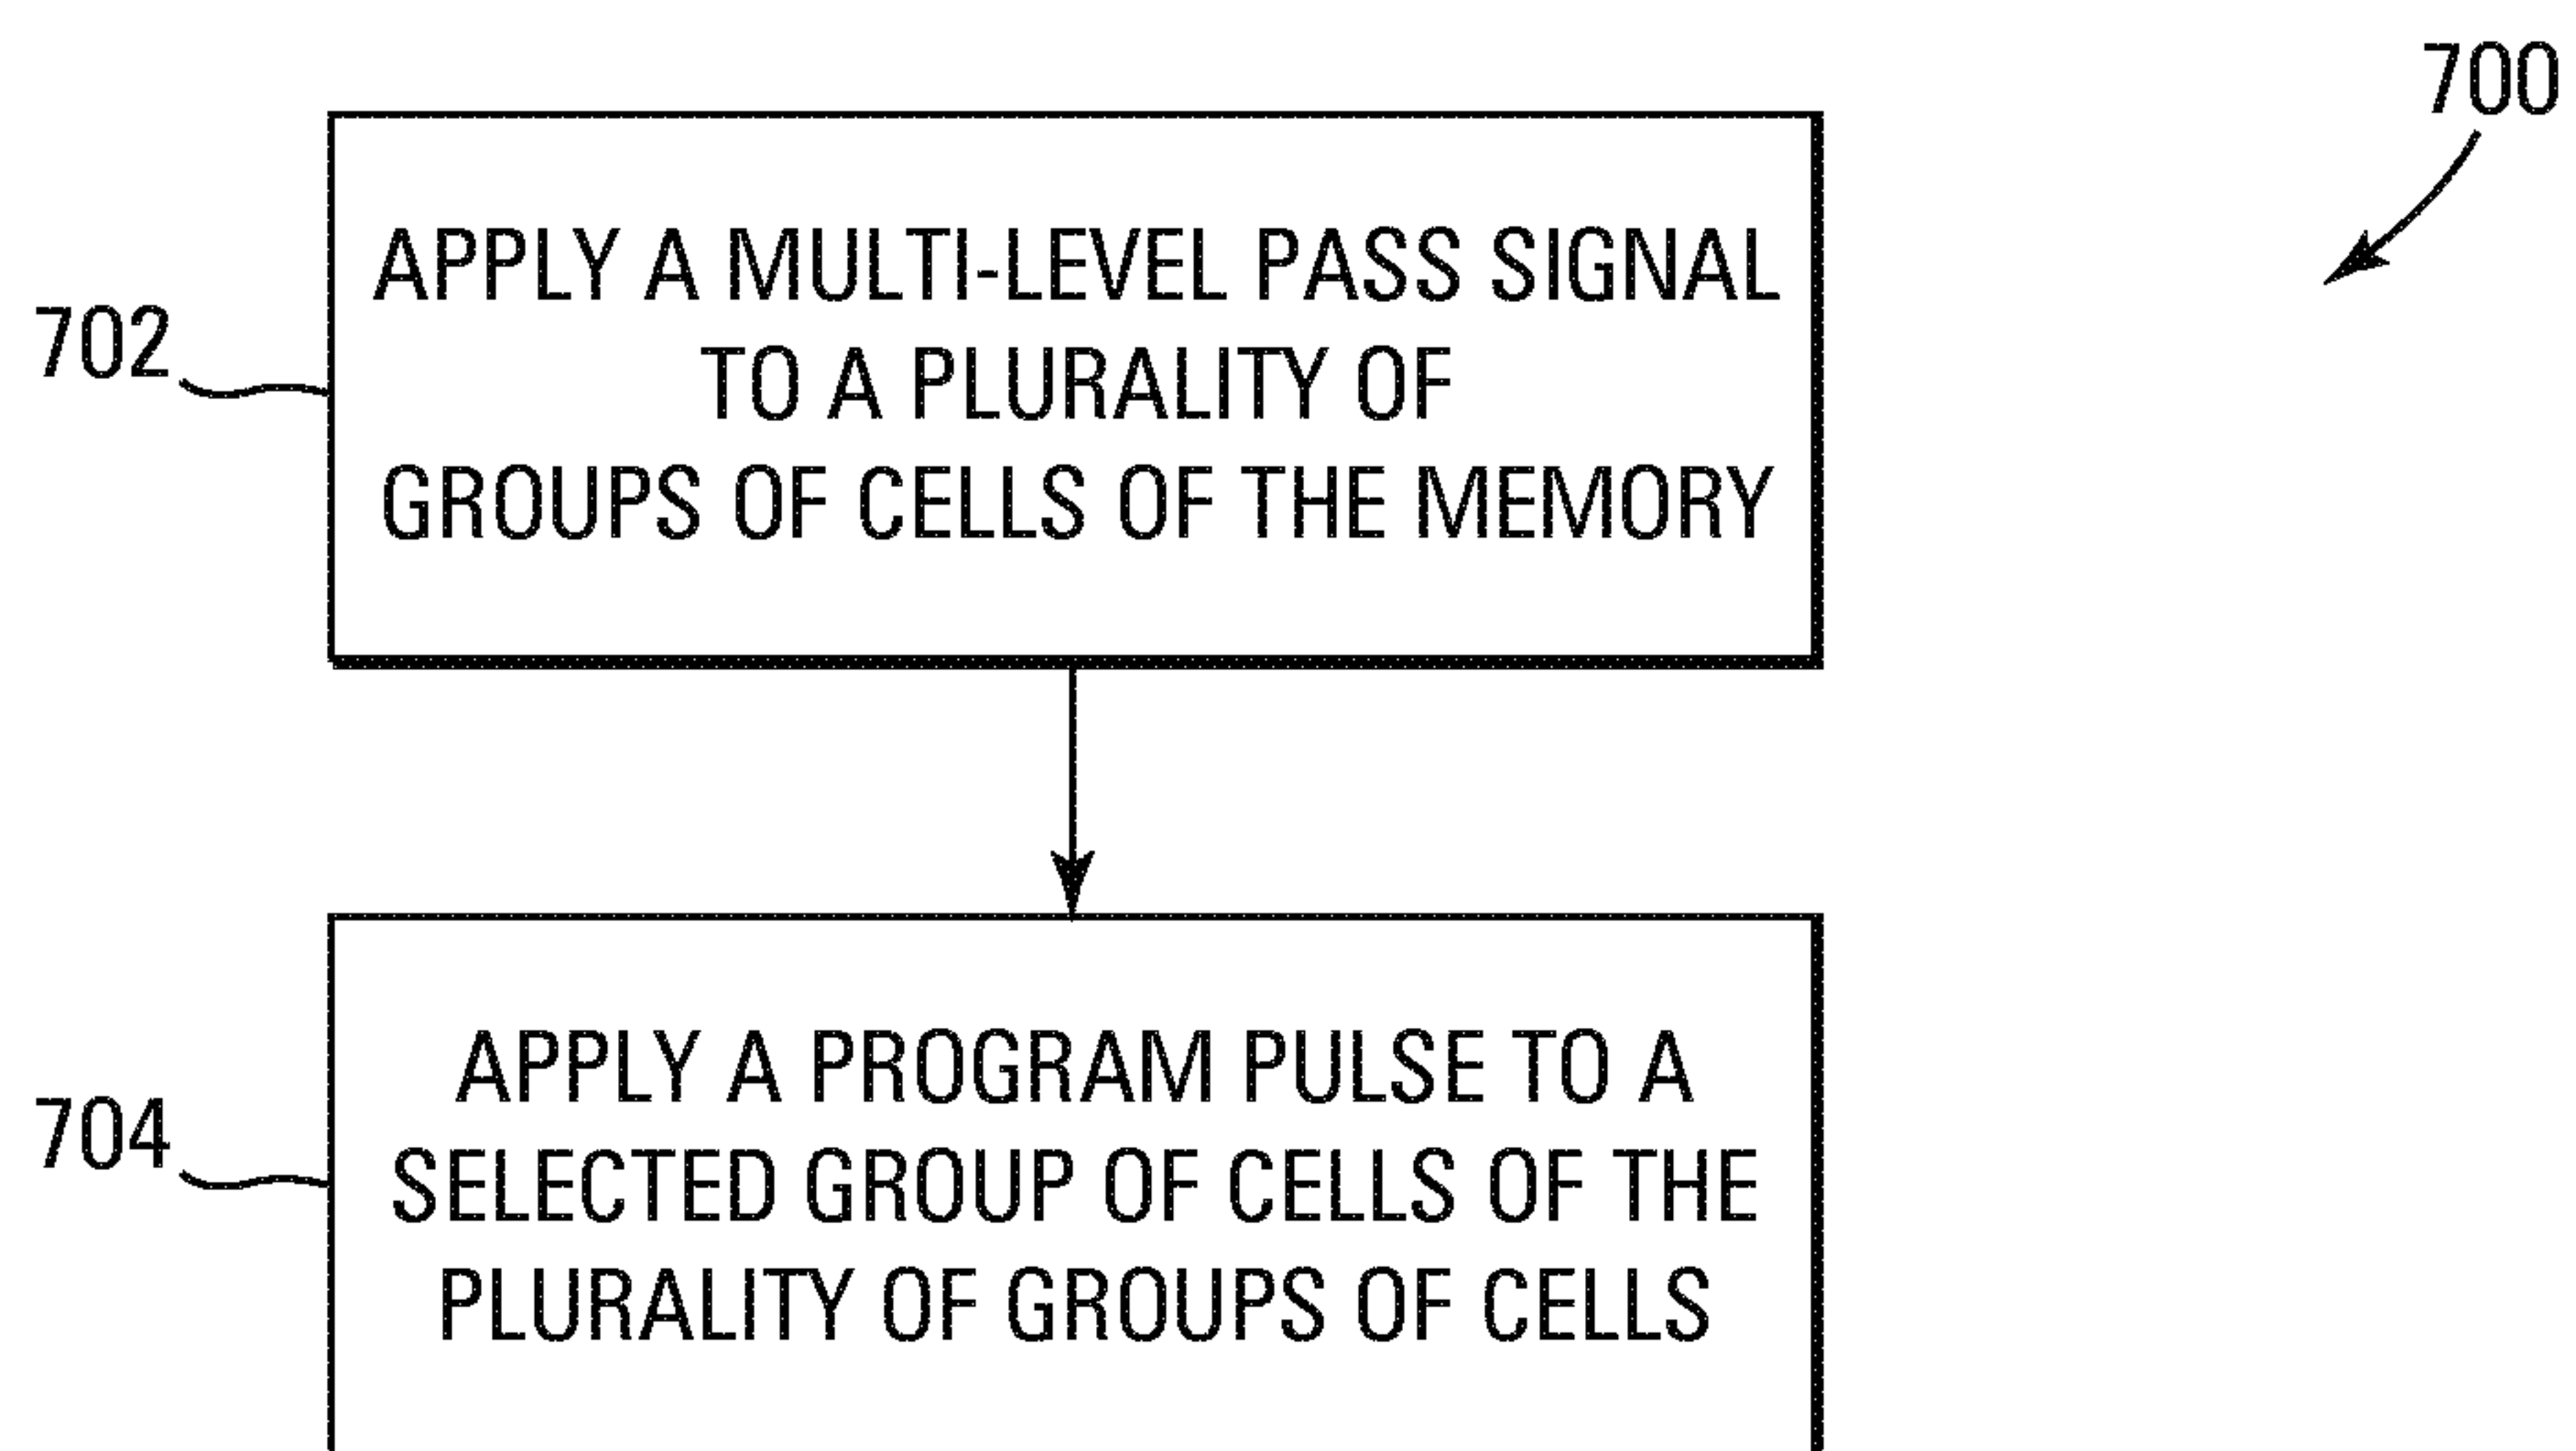 700
702
APPLY A MULTI-LEVEL PASS SIGNAL
TO A PLURALITY OF
GROUPS OF CELLS OF THE MEMORY
704
APPLY A PROGRAM PULSE TO A
SELECTED GROUP OF CELLS OF THE
PLURALITY OF GROUPS OF CELLS